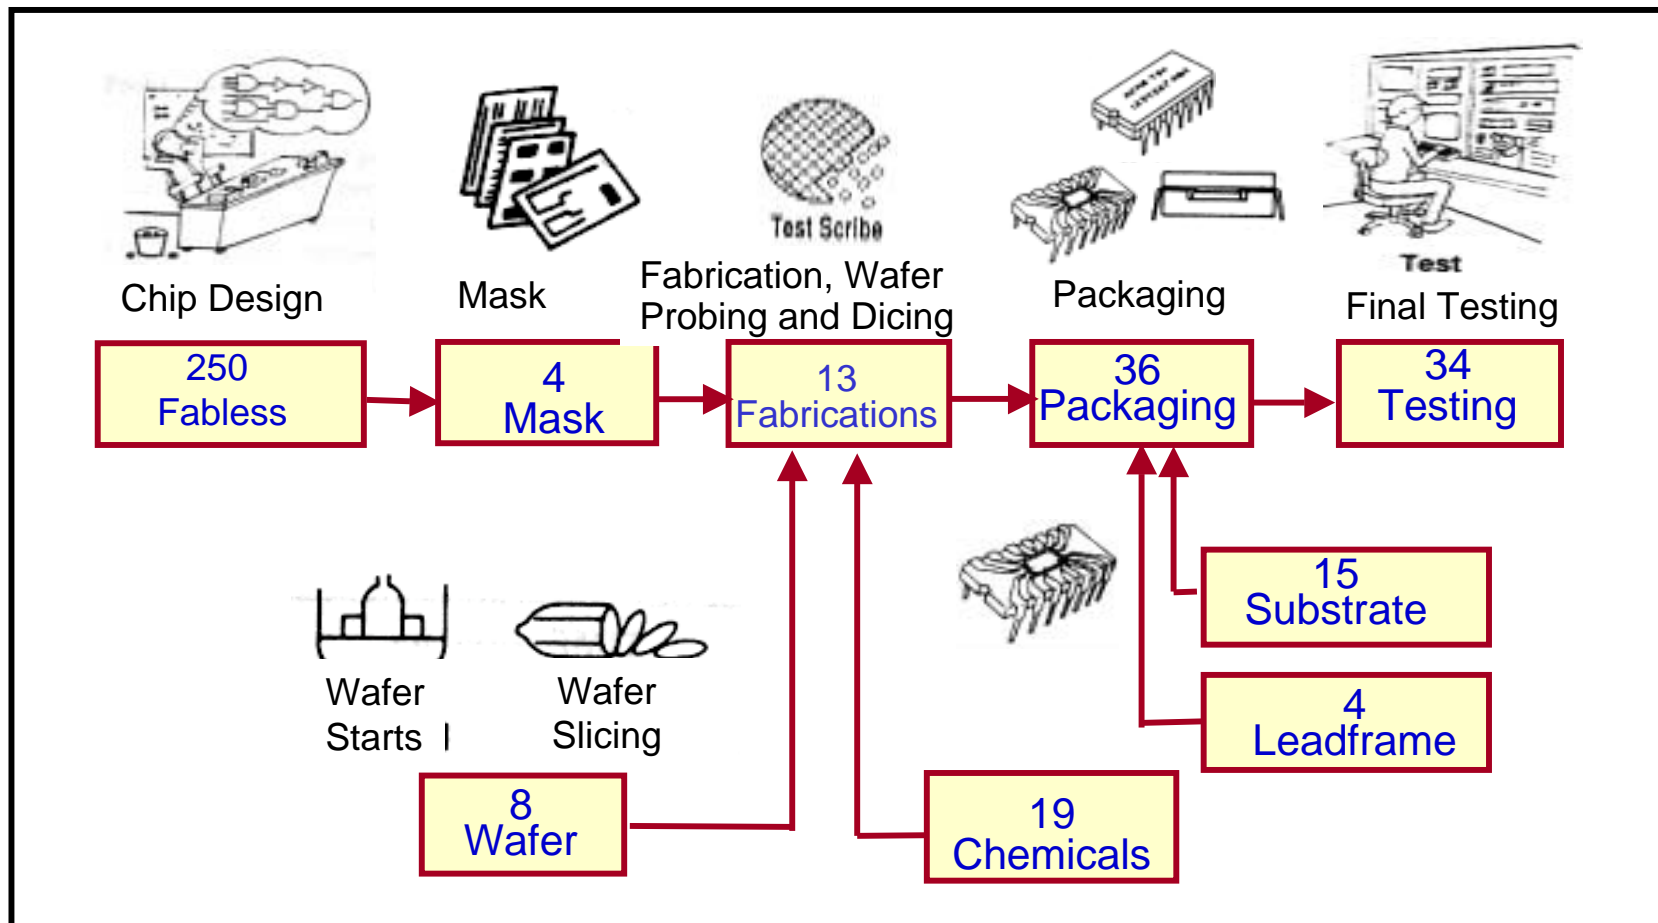 Test Scribe
Test
Chip Design
Mask
Fabrication, Wafer
Probing and Dicing
Packaging
Final Testing
250
Fabless
4
Mask
13
Fabrications
36
Packaging
34
Testing
15
Substrate
4
Leadframe
Wafer
Starts
Wafer
Slicing
8
Wafer
19
Chemicals